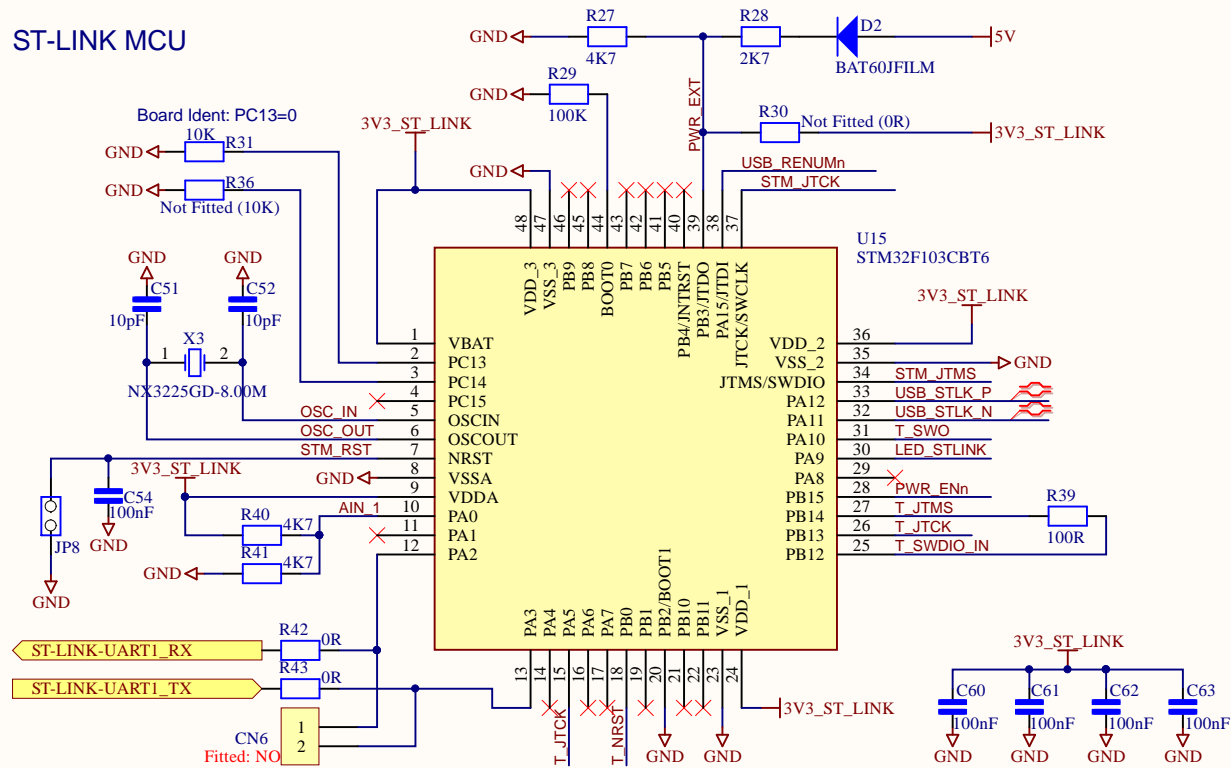 ST-LINK MCU
GND
R27
4K7
R28
2K7
D2
BAT60JFILM
5V
GND
R29
100K
PWR_EXT
R30
Not Fitted (0R)
3V3_ST_LINK
Board Ident: PC13=0
10K
R31
GND
GND
R36
Not Fitted (10K)
3V3_ST_LINK
GND
USB_RENUMn
STM_JTCK
48
47
46
45
44
43
42
41
40
39
38
37
VDD_3
VSS_3
PB9
PB8
BOOT0
PB7
PB6
PB5
PB4/JNTRST
PB3/JTDO
PA15/JTDI
JTCK/SWCLK
U15
STM32F103CBT6
GND
GND
C51
10pF
C52
10pF
X3
1
2
NX3225GD-8.00M
OSC_IN
OSC_OUT
STM_RST
3V3_ST_LINK
GND
AIN_1
1 VBAT
2 PC13
3 PC14
4 PC15
5 OSCIN
6 OSCOUT
7 NRST
8 VSSA
9 VDDA
10 PA0
11 PA1
12 PA2
C54
100nF
GND
JP8
GND
R40
4K7
R41
4K7
GND
3V3_ST_LINK
VDD_2 36
VSS_2 35 GND
JTMS/SWDIO 34 STM_JTMS
PA12 33 USB_STLK_P
PA11 32 USB_STLK_N
PA10 31 T_SWO
PA9 30 LED_STLINK
PA8 29
PB15 28 PWR_ENn
PB14 27 T_JTMS
PB13 26 T_JTCK
PB12 25 T_SWDIO_IN
R39
100R
PA3
PA4
PA5
PA6
PA7
PB0
PB1
PB2/BOOT1
PB10
PB11
VSS_1
VDD_1
13
14
15
16
17
18
19
20
21
22
23
24
T_JTCK
T_NRST
GND
GND
3V3_ST_LINK
ST-LINK-UART1_RX
R42
0R
ST-LINK-UART1_TX
R43
0R
CN6
1
2
Fitted: NO
3V3_ST_LINK
C60
100nF
GND
C61
100nF
GND
C62
100nF
GND
C63
100nF
GND